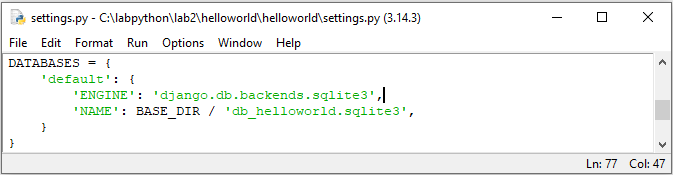 settings.py - C:\labpython\lab2\helloworld\helloworld\settings.py (3.14.3)
File Edit Format Run Options Window Help
DATABASES = {
    'default': {
        'ENGINE': 'django.db.backends.sqlite3',
        'NAME': BASE_DIR / 'db_helloworld.sqlite3',
    }
}
Ln: 77 Col: 47